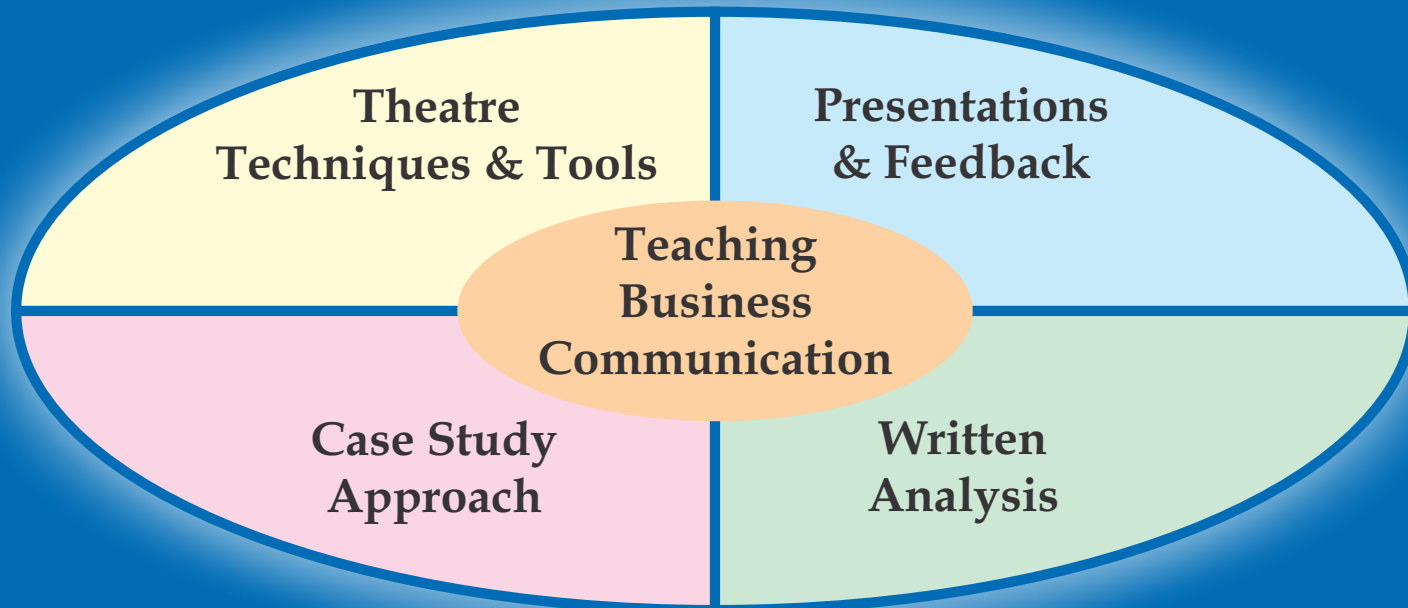 Theatre
Techniques & Tools
Presentations
& Feedback
Teaching
Business
Communication
Case Study
Approach
Written
Analysis